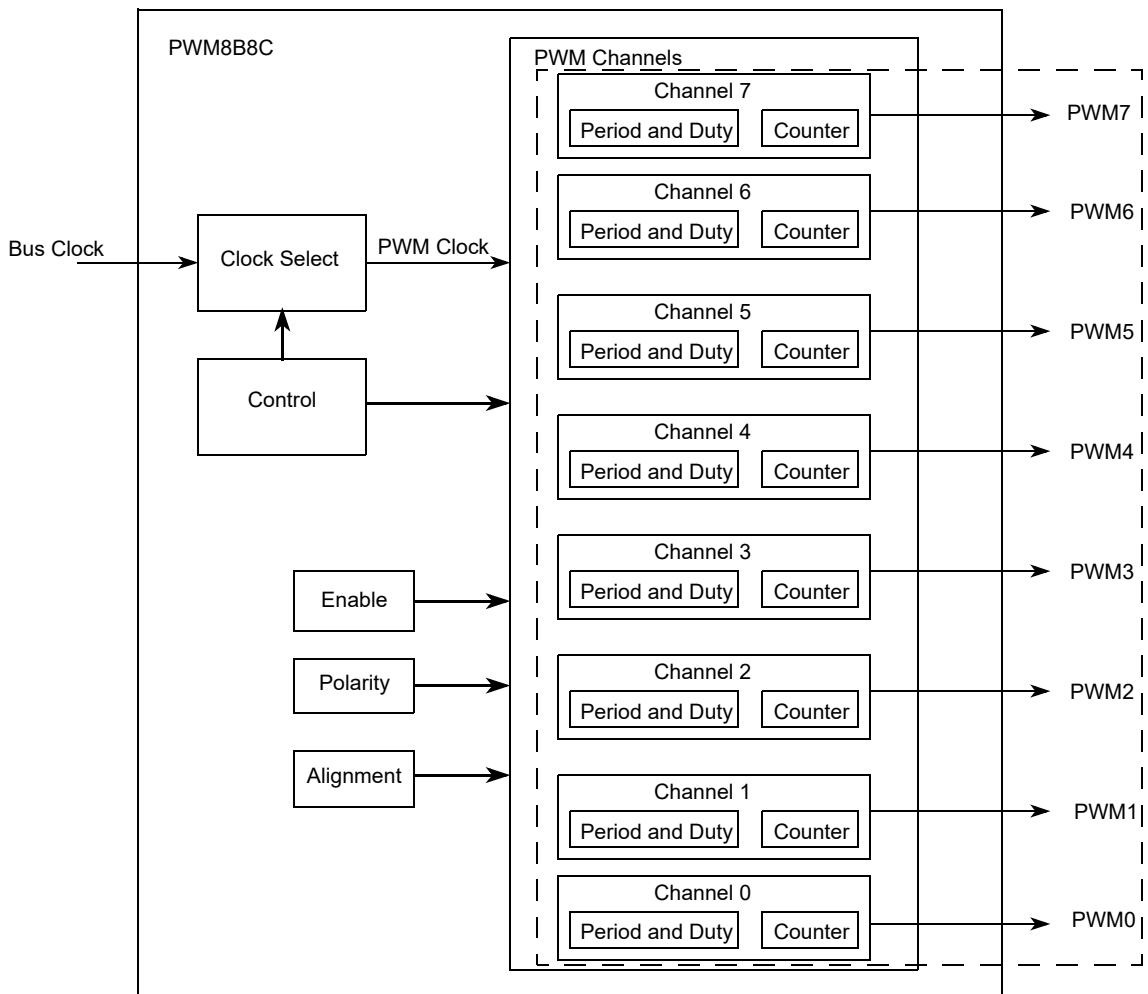 PWM8B8C
PWM Channels
Channel 7
Period and Duty
Counter
PWM7
Channel 6
Period and Duty
Counter
PWM6
Bus Clock
Clock Select
PWM Clock
Channel 5
Period and Duty
Counter
PWM5
Control
Channel 4
Period and Duty
Counter
PWM4
Channel 3
Period and Duty
Counter
PWM3
Enable
Polarity
Channel 2
Period and Duty
Counter
PWM2
Alignment
Channel 1
Period and Duty
Counter
PWM1
Channel 0
Period and Duty
Counter
PWM0